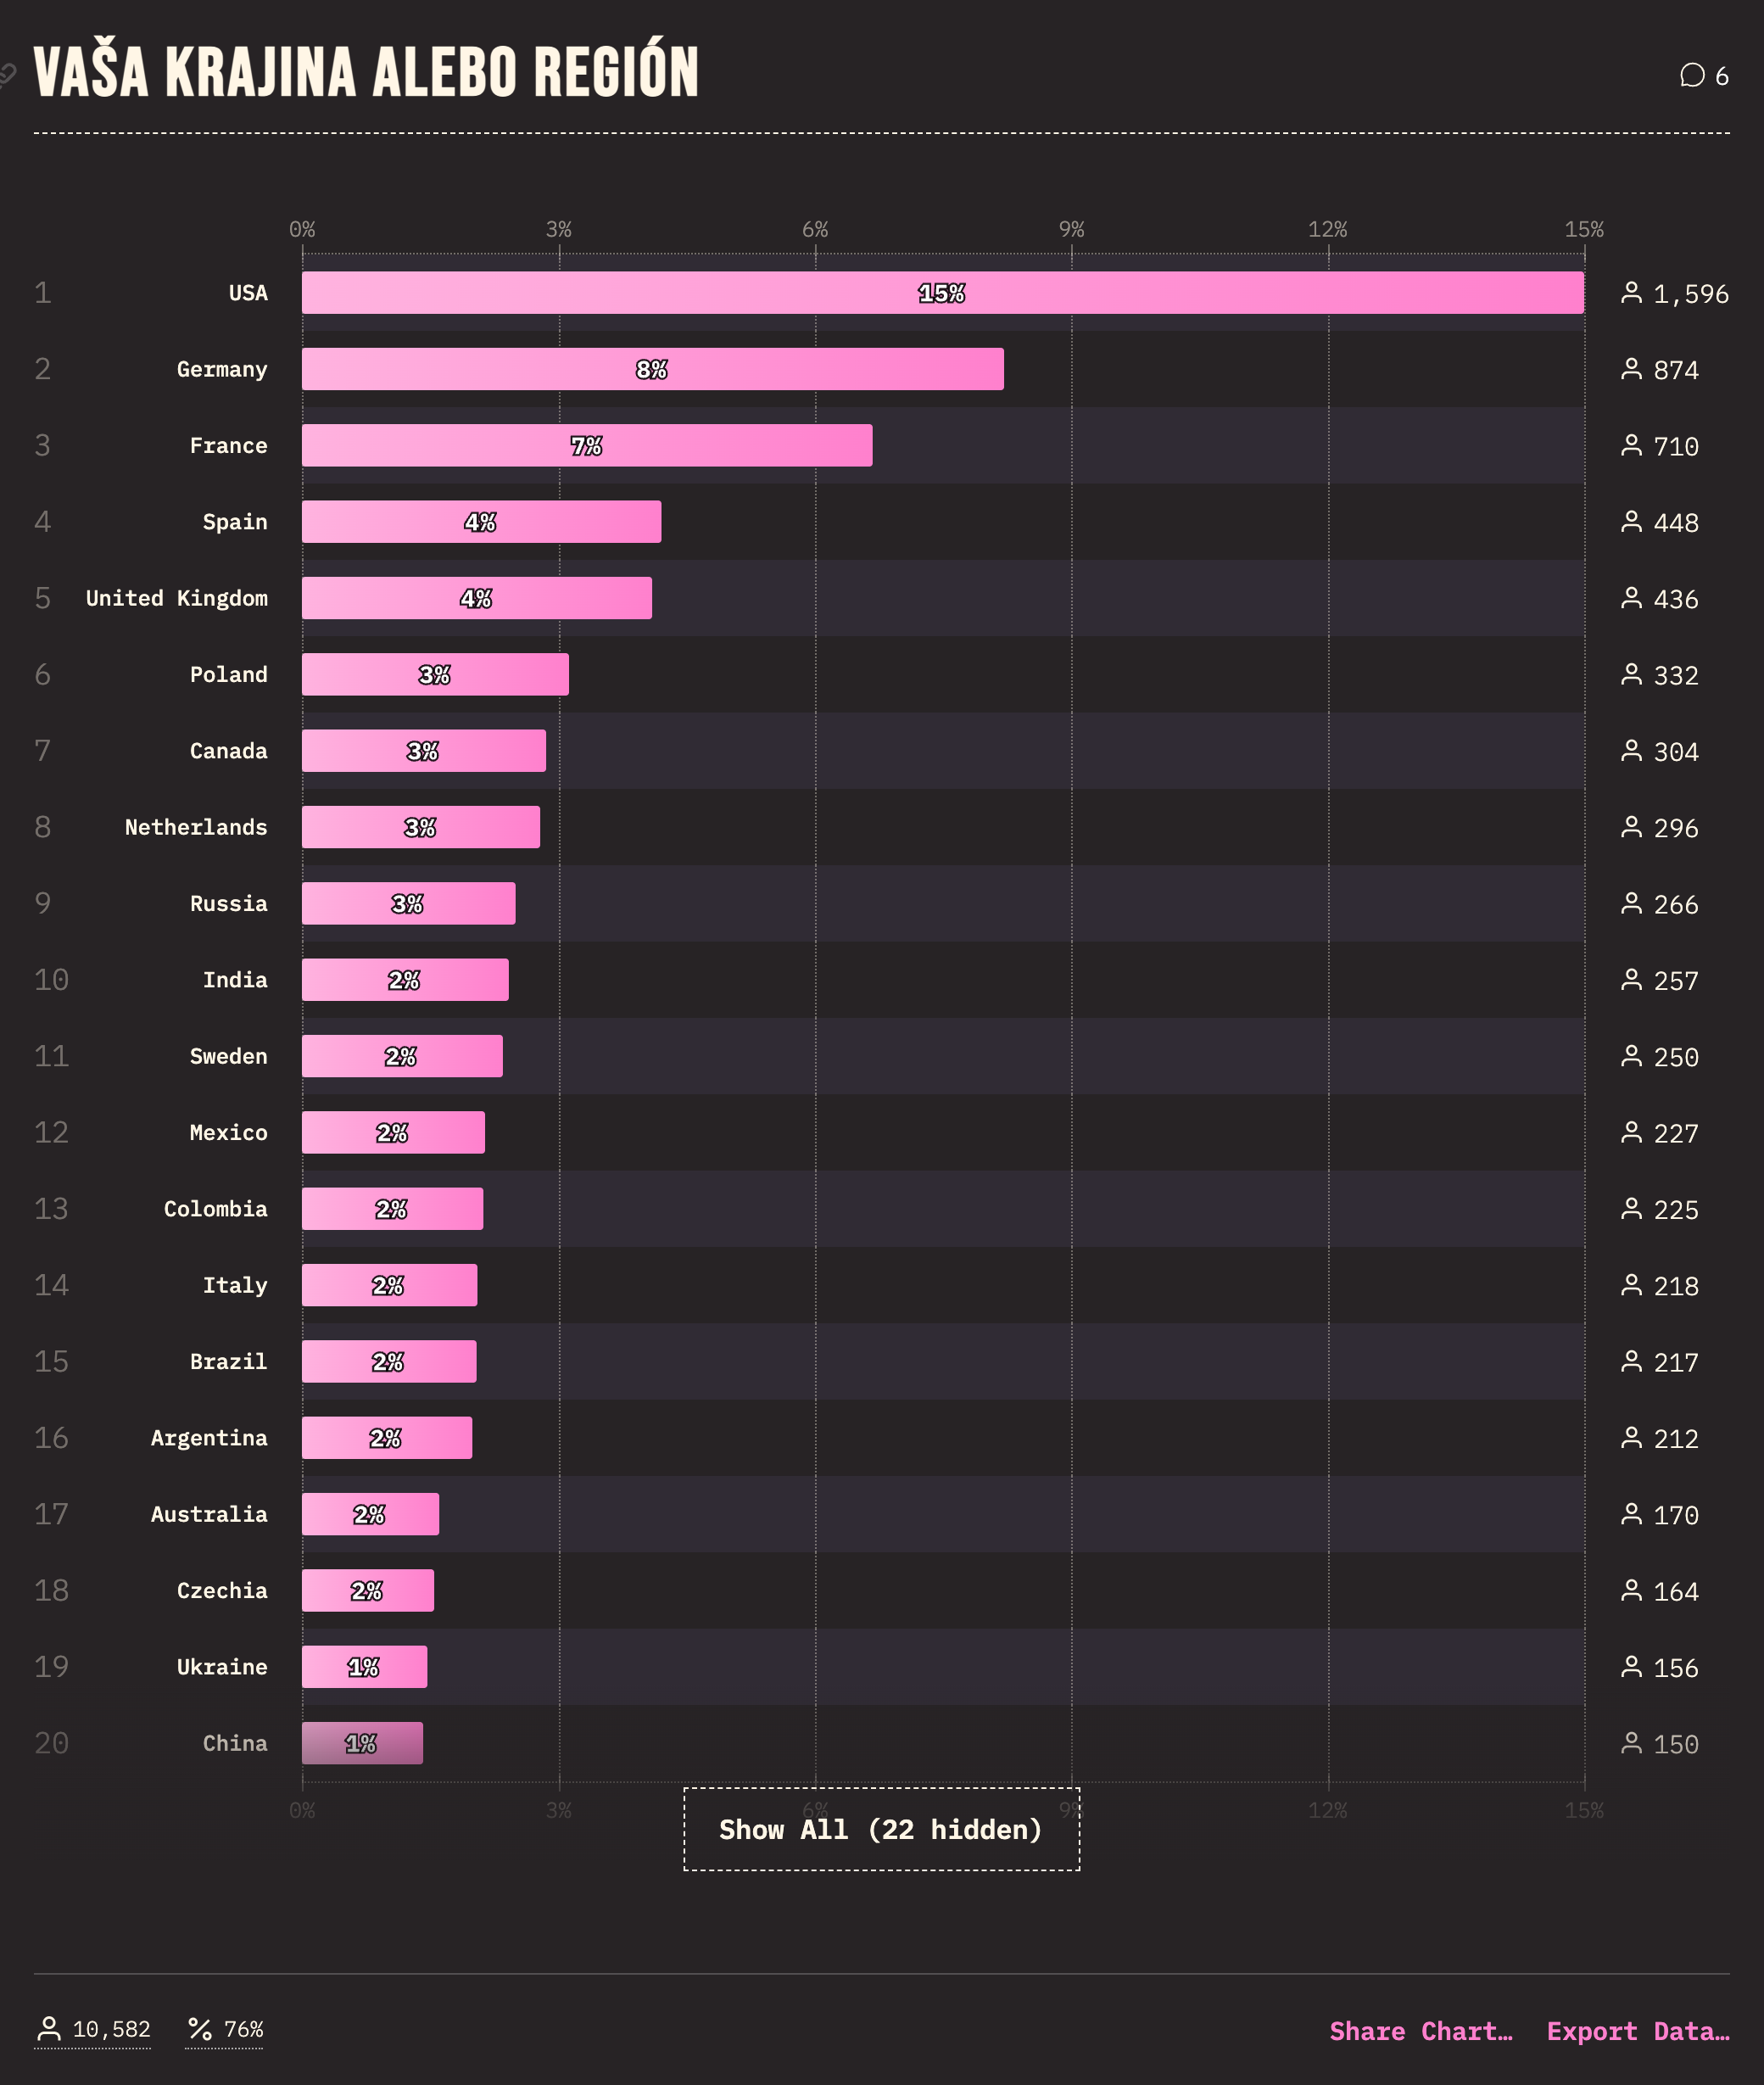 VAŠA KRAJINA ALEBO REGIÓN
6
0% 3% 6% 9% 12% 15%
1 USA 15% 1,596
2 Germany 8% 874
3 France 7% 710
4 Spain 4% 448
5 United Kingdom 4% 436
6 Poland 3% 332
7 Canada 3% 304
8 Netherlands 3% 296
9 Russia 3% 266
10 India 2% 257
11 Sweden 2% 250
12 Mexico 2% 227
13 Colombia 2% 225
14 Italy 2% 218
15 Brazil 2% 217
16 Argentina 2% 212
17 Australia 2% 170
18 Czechia 2% 164
19 Ukraine 1% 156
20 China 1% 150
0% 3% 6% 9% 12% 15%
Show All (22 hidden)
10,582 % 76% Share Chart… Export Data…